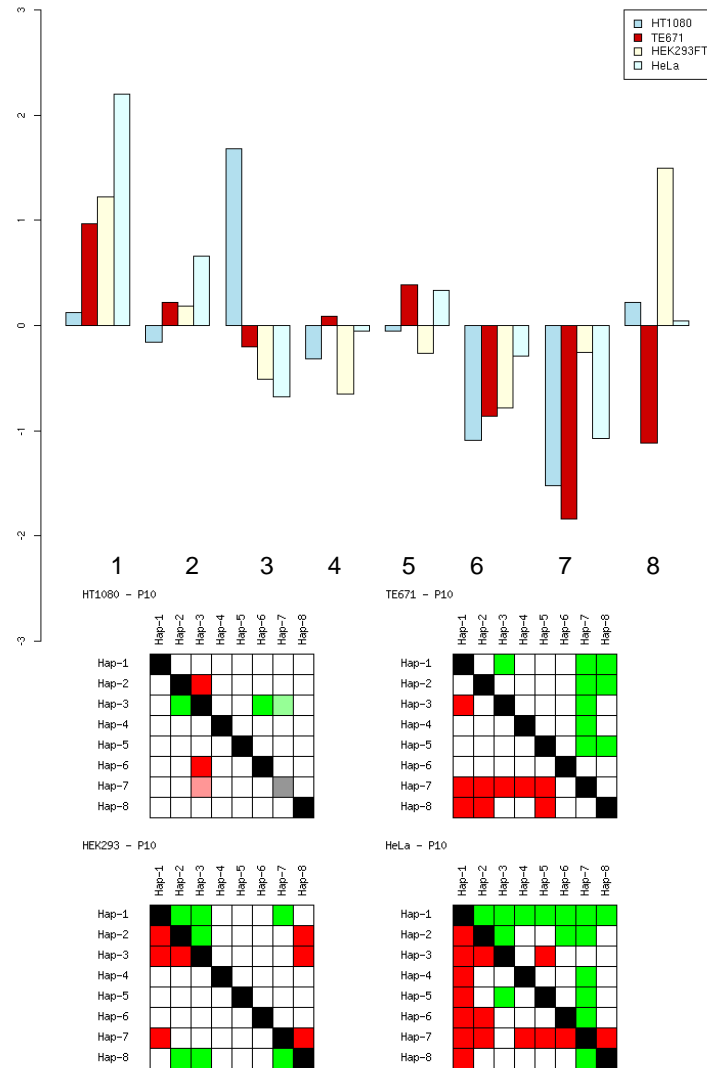 3
2
1
0
-1
-2
-3
HT1080
TE671
HEK293FT
HeLa
1 2 3 4 5 6 7 8
HT1080 - P10
Hap-1 Hap-2 Hap-3 Hap-4 Hap-5 Hap-6 Hap-7 Hap-8
Hap-1
Hap-2
Hap-3
Hap-4
Hap-5
Hap-6
Hap-7
Hap-8
TE671 - P10
Hap-1 Hap-2 Hap-3 Hap-4 Hap-5 Hap-6 Hap-7 Hap-8
Hap-1
Hap-2
Hap-3
Hap-4
Hap-5
Hap-6
Hap-7
Hap-8
HEK293 - P10
Hap-1 Hap-2 Hap-3 Hap-4 Hap-5 Hap-6 Hap-7 Hap-8
Hap-1
Hap-2
Hap-3
Hap-4
Hap-5
Hap-6
Hap-7
Hap-8
HeLa - P10
Hap-1 Hap-2 Hap-3 Hap-4 Hap-5 Hap-6 Hap-7 Hap-8
Hap-1
Hap-2
Hap-3
Hap-4
Hap-5
Hap-6
Hap-7
Hap-8